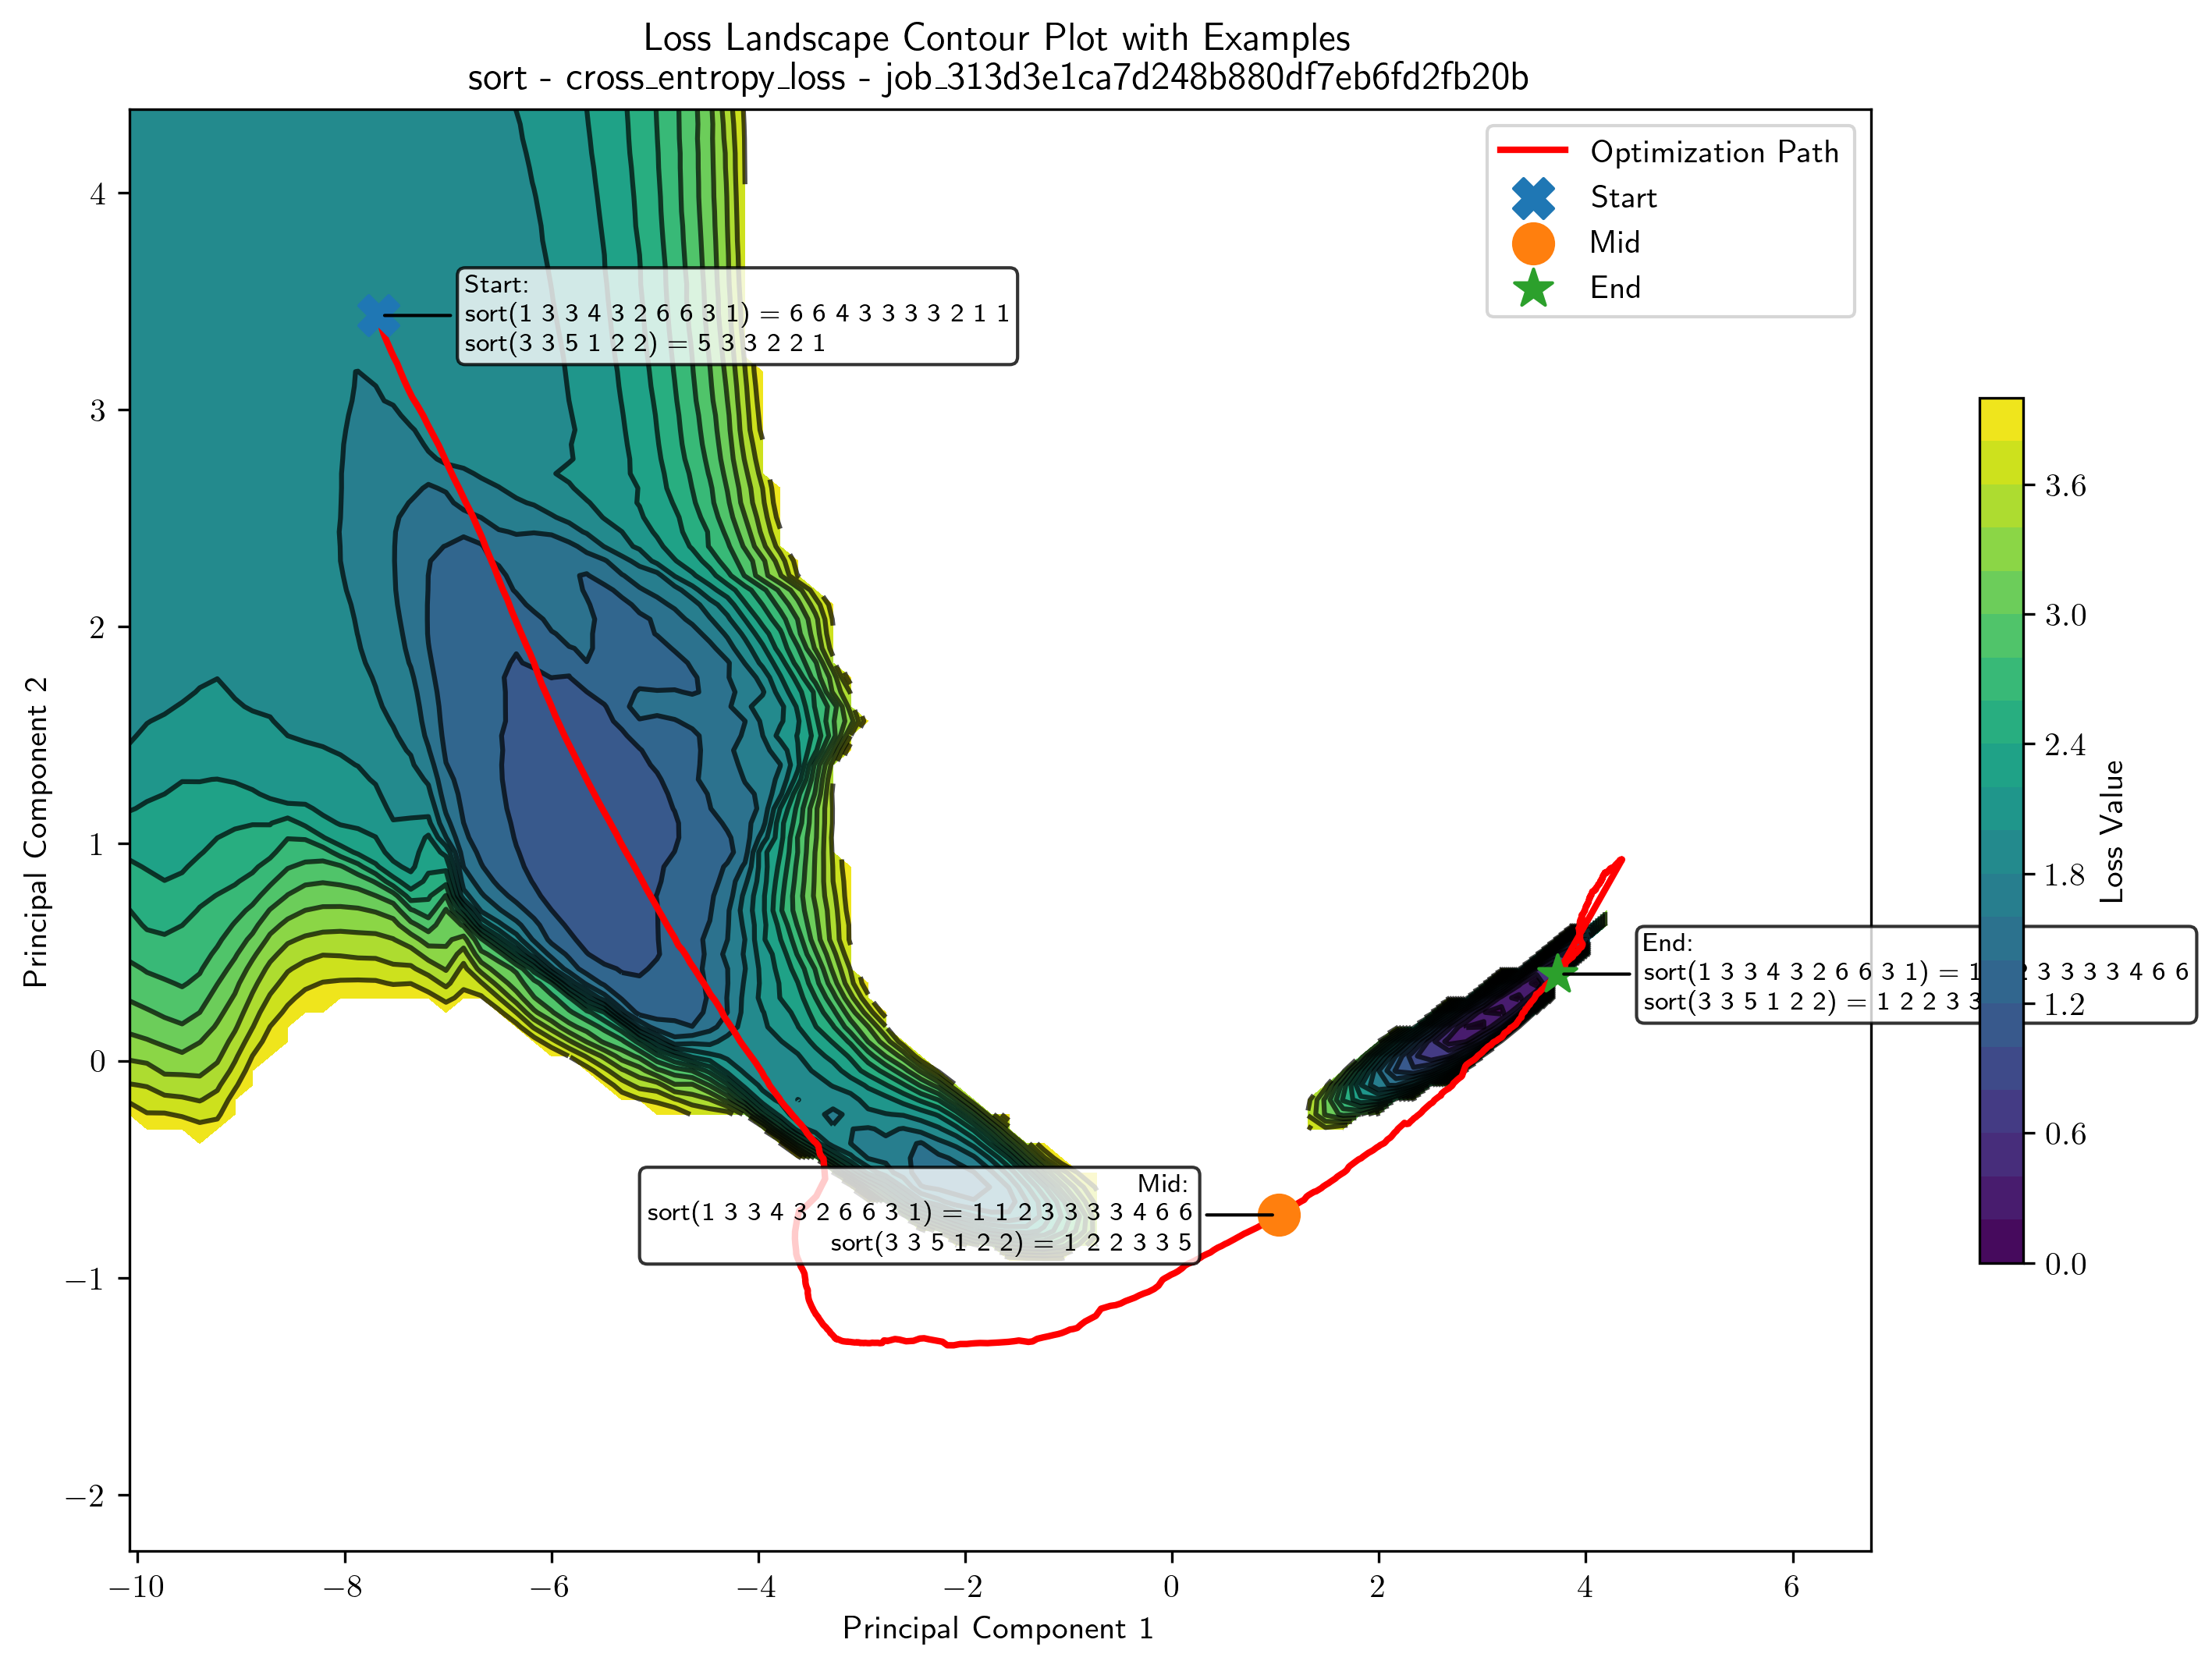 Loss Landscape Contour Plot with Examples
sort - cross_entropy_loss - job_313d3e1ca7d248b880df7eb6fd2fb20b
Optimization Path
Start
Mid
End
Start:
sort(1 3 3 4 3 2 6 6 3 1) = 6 6 4 3 3 3 3 2 1 1
sort(3 3 5 1 2 2) = 5 3 3 2 2 1
End:
sort(1 3 3 4 3 2 6 6 3 1) = 1 2 3 3 3 3 4 6 6
sort(3 3 5 1 2 2) = 1 2 2 3 3
Mid:
sort(1 3 3 4 3 2 6 6 3 1) = 1 1 2 3 3 3 3 4 6 6
sort(3 3 5 1 2 2) = 1 2 2 3 3 5
4
3
2
1
0
−1
−2
Principal Component 2
−10
−8
−6
−4
−2
0
2
4
6
Principal Component 1
3.6
3.0
2.4
1.8
1.2
0.6
0.0
Loss Value